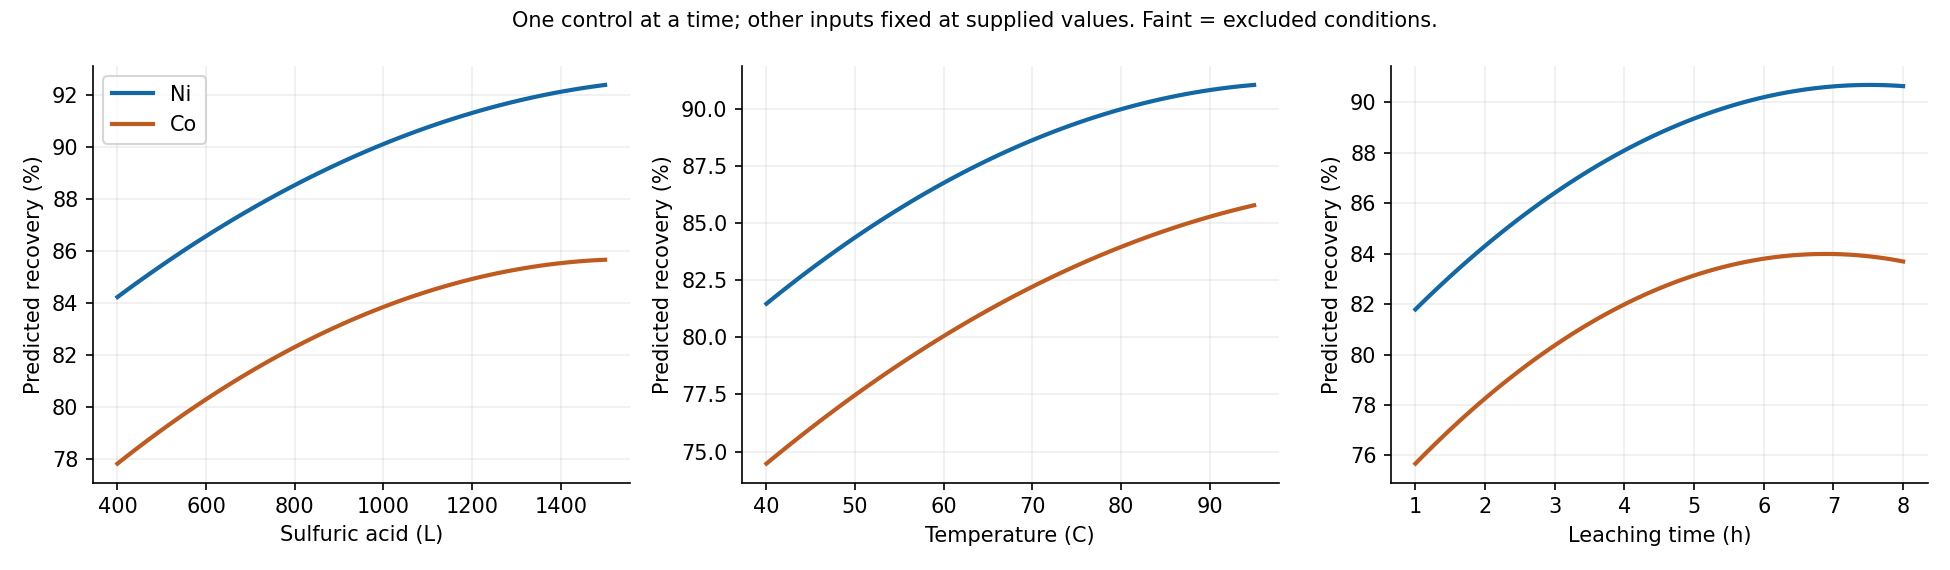 One control at a time; other inputs fixed at supplied values. Faint = excluded conditions.
Ni
Co
Predicted recovery (%)
92
90
88
86
84
82
80
78
400 600 800 1000 1200 1400
Sulfuric acid (L)
Predicted recovery (%)
90.0
87.5
85.0
82.5
80.0
77.5
75.0
40 50 60 70 80 90
Temperature (C)
Predicted recovery (%)
90
88
86
84
82
80
78
76
1 2 3 4 5 6 7 8
Leaching time (h)